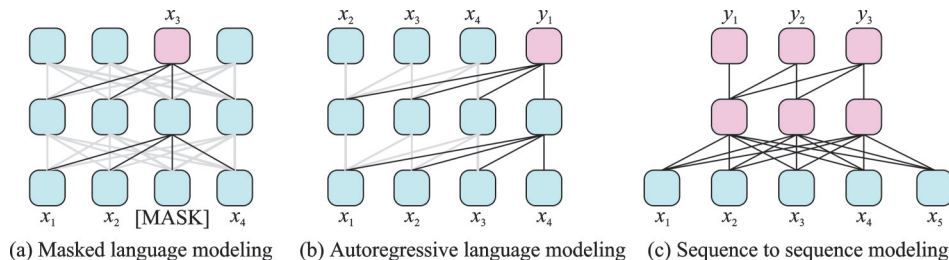 x₃ x₂ x₃ x₄ y₁ y₁ y₂ y₃
x₁ x₂ [MASK] x₄ x₁ x₂ x₃ x₄ x₁ x₂ x₃ x₄ x₅
(a) Masked language modeling (b) Autoregressive language modeling (c) Sequence to sequence modeling